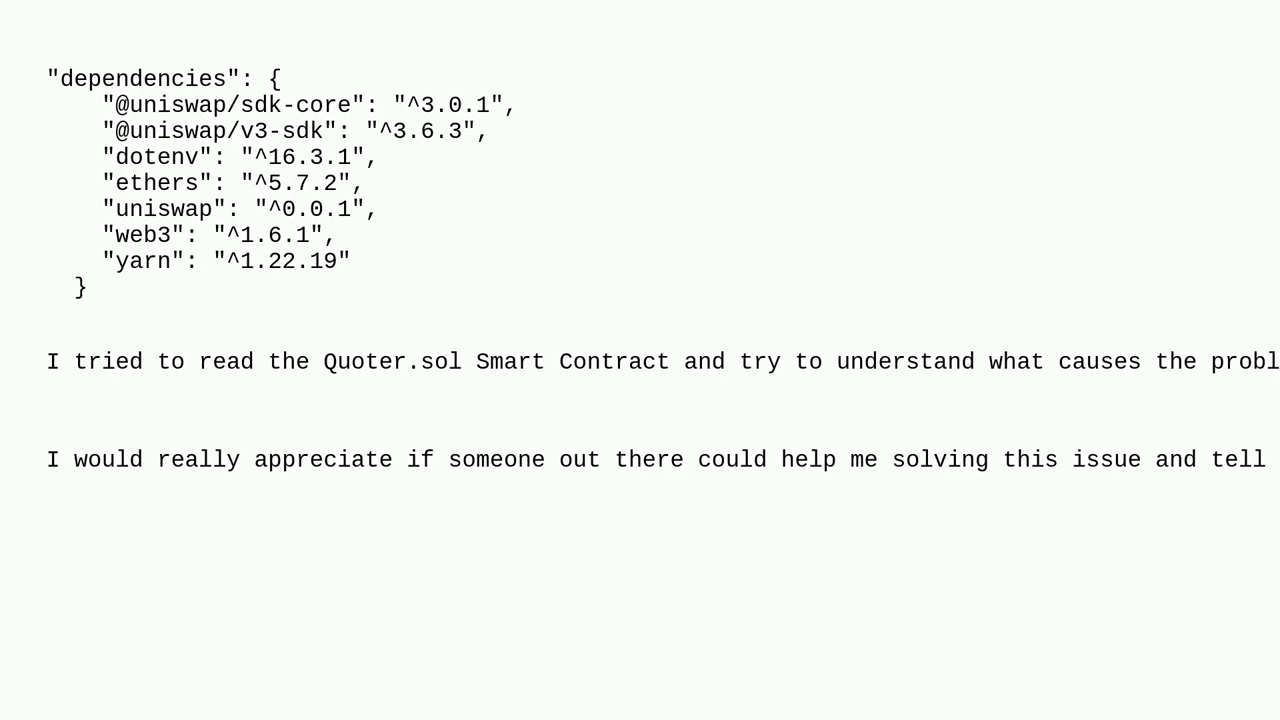 "dependencies": {
    "@uniswap/sdk-core": "^3.0.1",
    "@uniswap/v3-sdk": "^3.6.3",
    "dotenv": "^16.3.1",
    "ethers": "^5.7.2",
    "uniswap": "^0.0.1",
    "web3": "^1.6.1",
    "yarn": "^1.22.19"
  }
I tried to read the Quoter.sol Smart Contract and try to understand what causes the probl
I would really appreciate if someone out there could help me solving this issue and tell